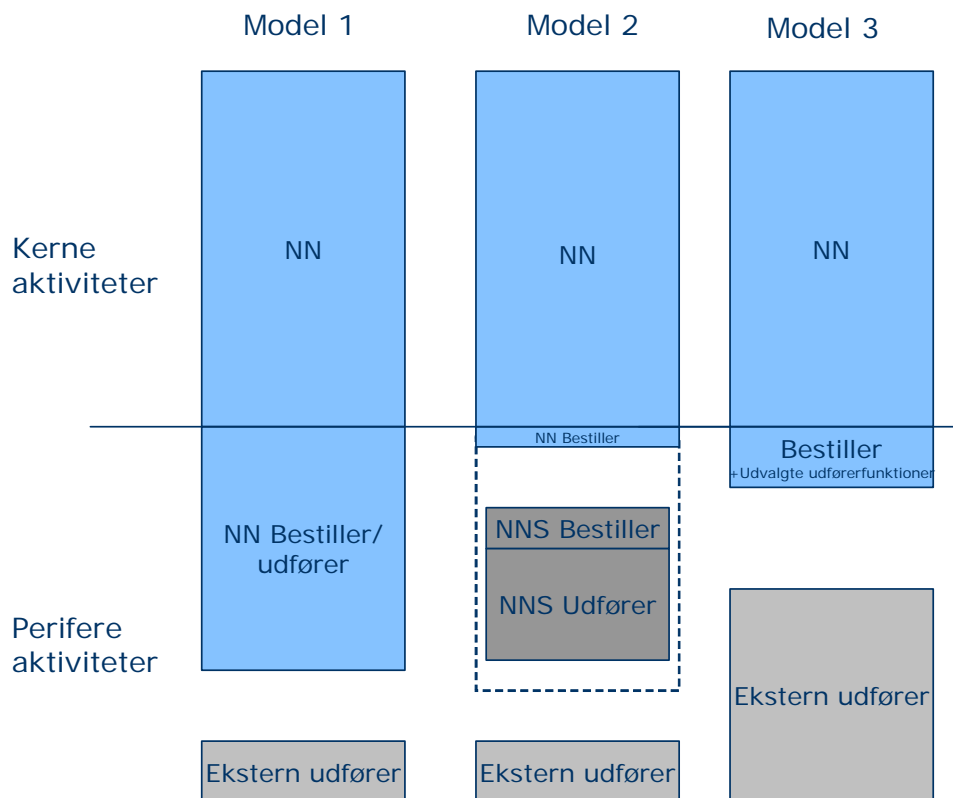 Model 1
Model 2
Model 3
Kerne
aktiviteter
NN
NN
NN
NN Bestiller
Bestiller
+Udvalgte udførerfunktioner
NN Bestiller/
udfører
NNS Bestiller
NNS Udfører
Perifere
aktiviteter
Ekstern udfører
Ekstern udfører
Ekstern udfører